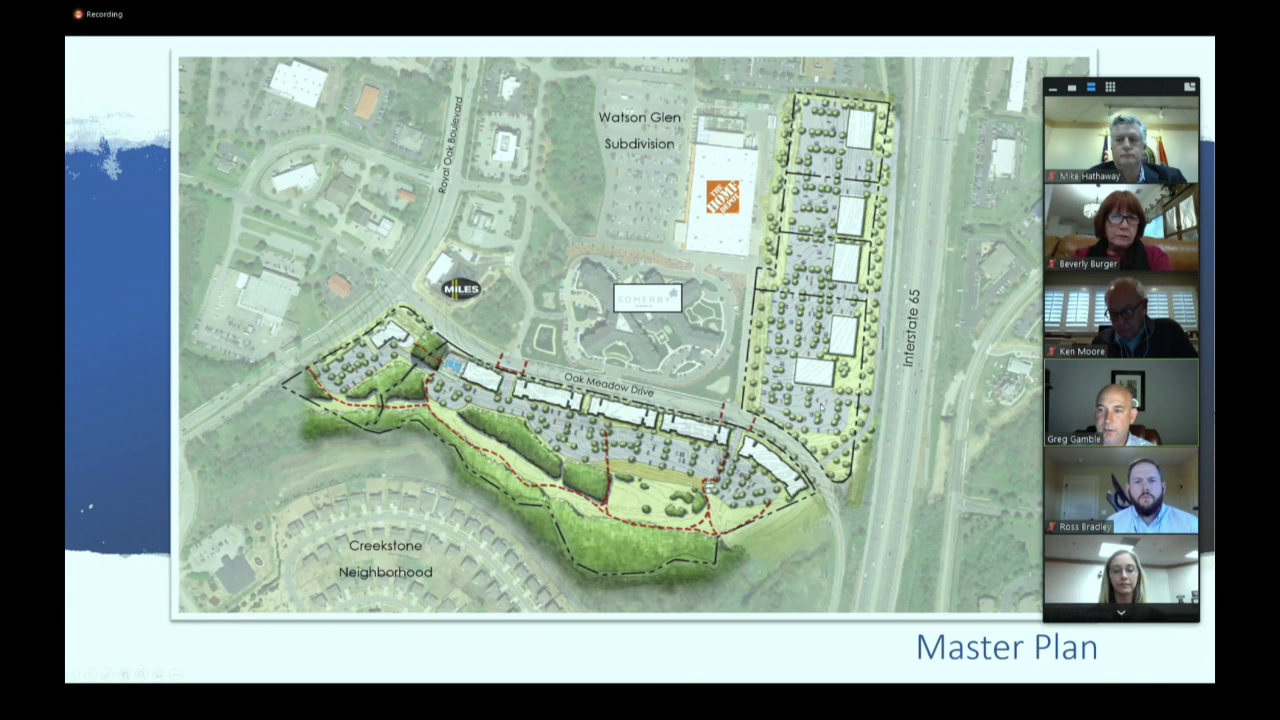 Recording
Watson Glen
Subdivision
Royal Oak Boulevard
THE
HOME
DEPOT
MILES
SOMERBY
Interstate 65
Oak Meadow Drive
Creekstone
Neighborhood
Master Plan
Mike Hathaway
Beverly Burger
Ken Moore
Greg Gamble
Ross Bradley